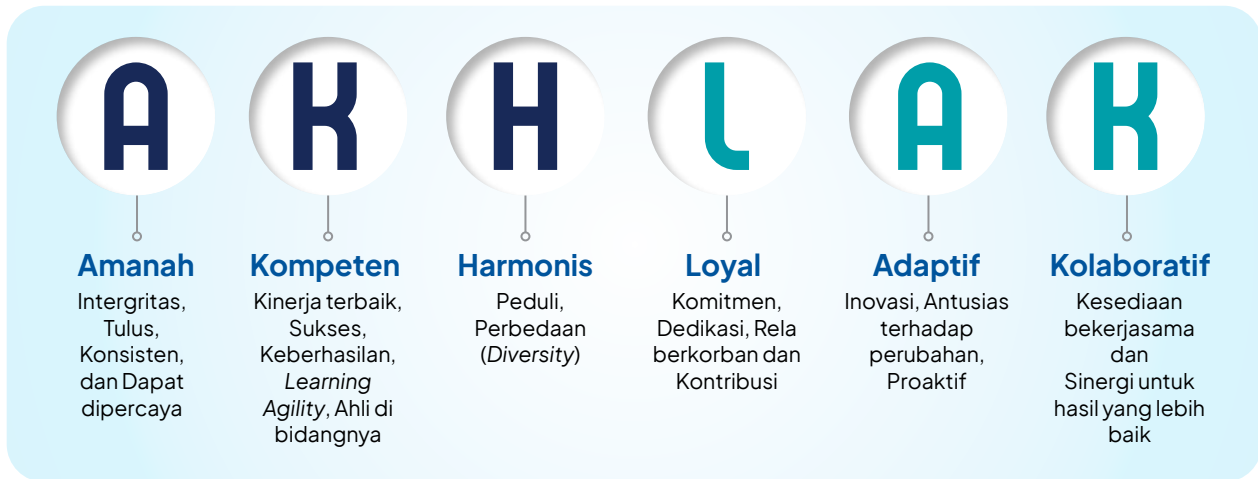 A K H L A K
Amanah
Intergritas,
Tulus,
Konsisten,
dan Dapat
dipercaya
Kompeten
Kinerja terbaik,
Sukses,
Keberhasilan,
Learning
Agility, Ahli di
bidangnya
Harmonis
Peduli,
Perbedaan
(Diversity)
Loyal
Komitmen,
Dedikasi, Rela
berkorban dan
Kontribusi
Adaptif
Inovasi, Antusias
terhadap
perubahan,
Proaktif
Kolaboratif
Kesediaan
bekerjasama
dan
Sinergi untuk
hasil yang lebih
baik